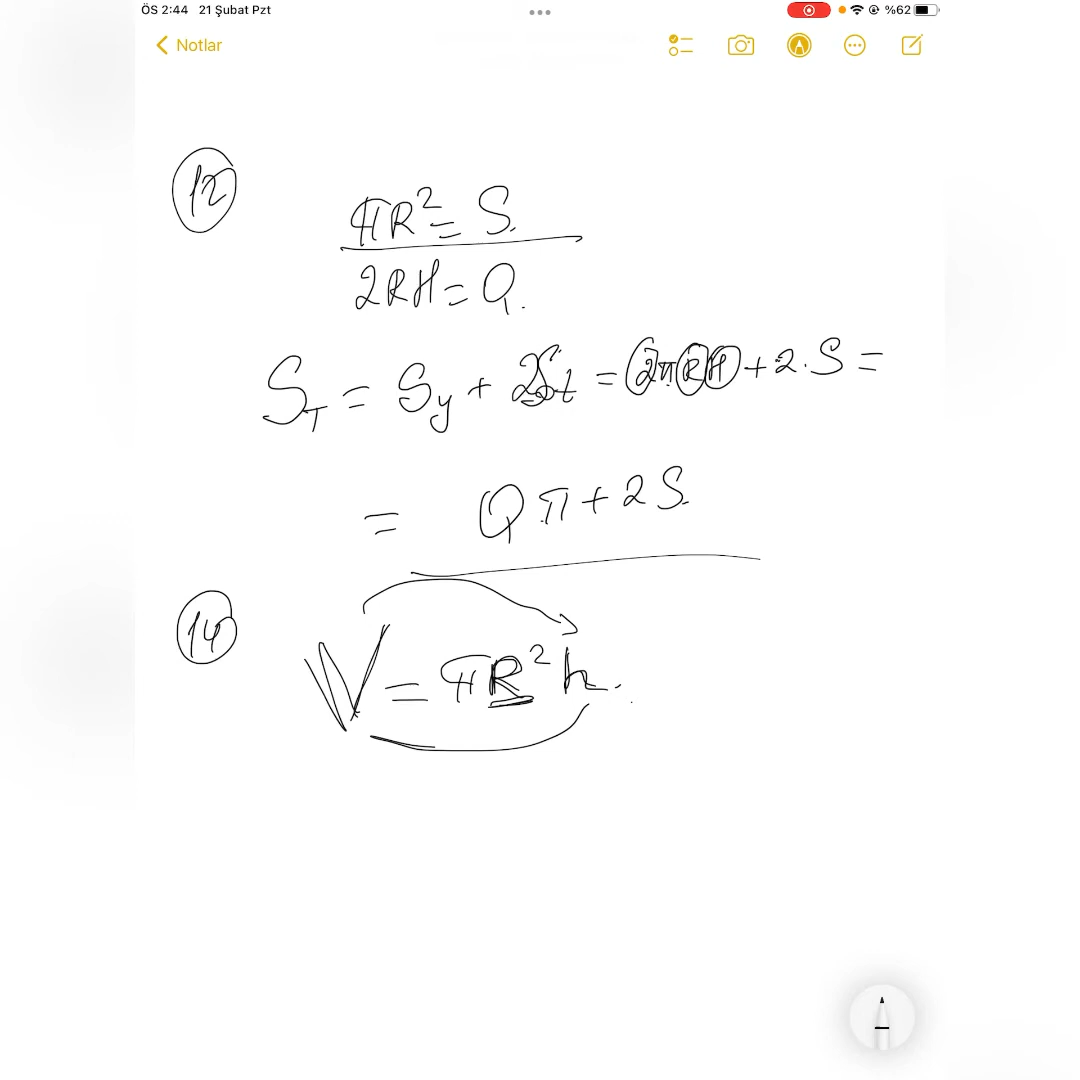 ÖS 2:44 21 Şubat Pzt
%62
Notlar
12
πR² = S
2RH = Q.
S_T = S_y + 2S_t = 2πRH + 2.S =
= Qπ + 2S
14
V = πR²h.